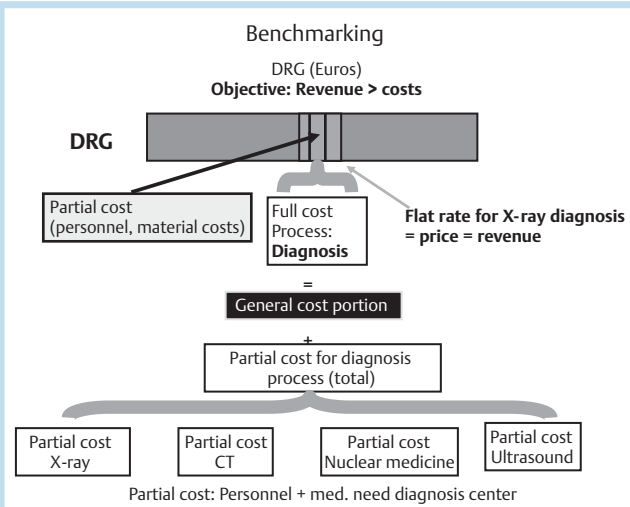 Benchmarking
DRG (Euros)
Objective: Revenue > costs
DRG
Partial cost
(personnel, material costs)
Full cost
Process:
Diagnosis
Flat rate for X-ray diagnosis
= price = revenue
=
General cost portion
+
Partial cost for diagnosis
process (total)
Partial cost
X-ray
Partial cost
CT
Partial cost
Nuclear medicine
Partial cost
Ultrasound
Partial cost: Personnel + med. need diagnosis center